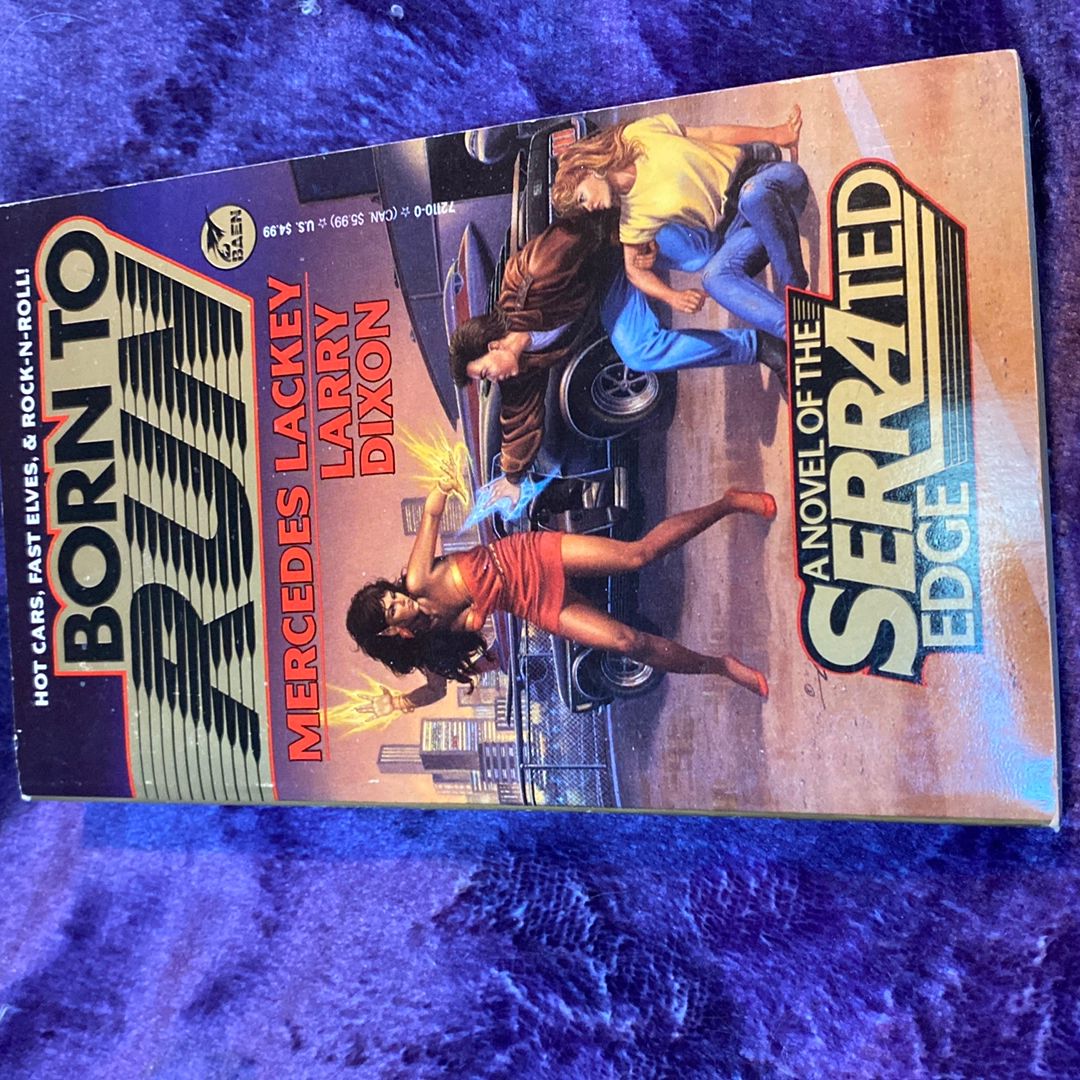 HOT CARS, FAST ELVES, & ROCK-N-ROLL!
BORN TO
RUN
BAEN
MERCEDES LACKEY
LARRY
DIXON
72110-0 ☆ (CAN. $5.99) ☆ U.S. $4.99
A NOVEL OF THE
SERRATED
EDGE
©